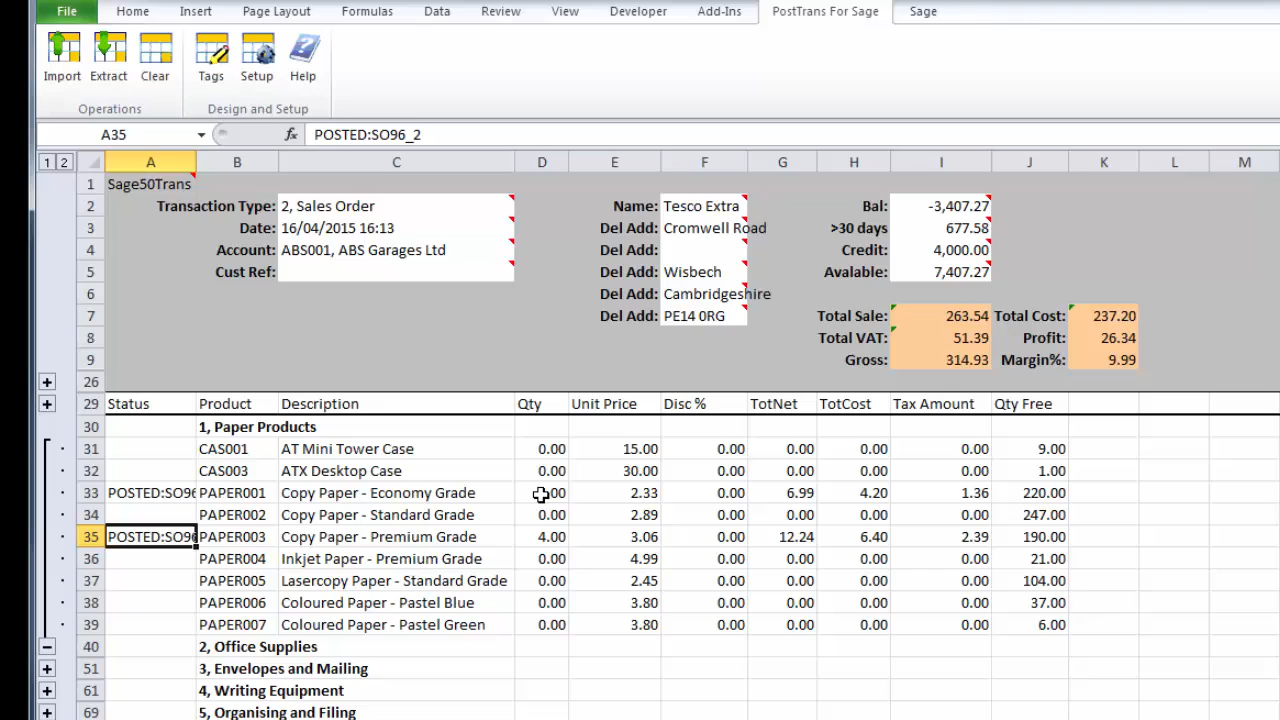 File Home Insert Page Layout Formulas Data Review View Developer Add-Ins PostTrans For Sage Sage
Import Extract Clear Tags Setup Help
Operations Design and Setup
A35 fx POSTED:SO96_2
1 2 A B C D E F G H I J K L M
1 Sage50Trans
2 Transaction Type: 2, Sales Order Name: Tesco Extra Bal: -3,407.27
3 Date: 16/04/2015 16:13 Del Add: Cromwell Road >30 days 677.58
4 Account: ABS001, ABS Garages Ltd Del Add: Credit: 4,000.00
5 Cust Ref: Del Add: Wisbech Avalable: 7,407.27
6 Del Add: Cambridgeshire
7 Del Add: PE14 0RG Total Sale: 263.54 Total Cost: 237.20
8 Total VAT: 51.39 Profit: 26.34
9 Gross: 314.93 Margin%: 9.99
26
29 Status Product Description Qty Unit Price Disc % TotNet TotCost Tax Amount Qty Free
30 1, Paper Products
31 CAS001 AT Mini Tower Case 0.00 15.00 0.00 0.00 0.00 0.00 9.00
32 CAS003 ATX Desktop Case 0.00 30.00 0.00 0.00 0.00 0.00 1.00
33 POSTED:SO96 PAPER001 Copy Paper - Economy Grade 2.33 0.00 6.99 4.20 1.36 220.00
34 PAPER002 Copy Paper - Standard Grade 0.00 2.89 0.00 0.00 0.00 0.00 247.00
35 POSTED:SO96 PAPER003 Copy Paper - Premium Grade 4.00 3.06 0.00 12.24 6.40 2.39 190.00
36 PAPER004 Inkjet Paper - Premium Grade 0.00 4.99 0.00 0.00 0.00 0.00 21.00
37 PAPER005 Lasercopy Paper - Standard Grade 0.00 2.45 0.00 0.00 0.00 0.00 104.00
38 PAPER006 Coloured Paper - Pastel Blue 0.00 3.80 0.00 0.00 0.00 0.00 37.00
39 PAPER007 Coloured Paper - Pastel Green 0.00 3.80 0.00 0.00 0.00 0.00 6.00
40 2, Office Supplies
51 3, Envelopes and Mailing
61 4, Writing Equipment
69 5, Organising and Filing